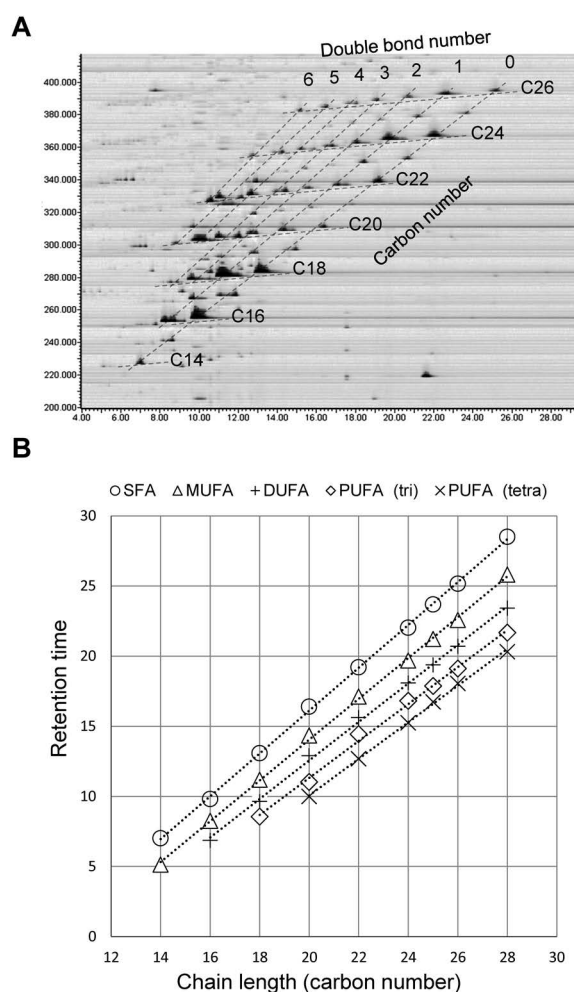 A
Double bond number
6 5 4 3 2 1 0
400.000
380.000
360.000
340.000
320.000
300.000
280.000
260.000
240.000
220.000
200.000
C26
C24
C22
C20
C18
C16
C14
Carbon number
4.00 6.00 8.00 10.00 12.00 14.00 16.00 18.00 20.00 22.00 24.00 26.00 28.00
B
SFA MUFA DUFA PUFA (tri) PUFA (tetra)
30
25
20
15
10
5
0
Retention time
12 14 16 18 20 22 24 26 28 30
Chain length (carbon number)